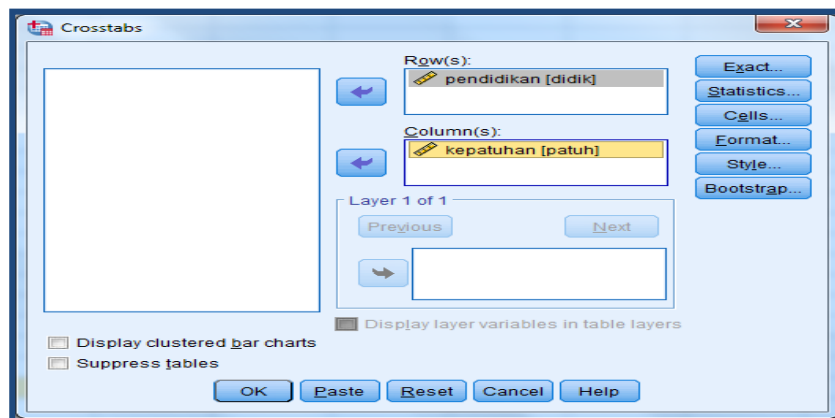 Crosstabs
Row(s):
pendidikan [didik]
Column(s):
kepatuhan [patuh]
Exact...
Statistics...
Cells...
Format...
Style...
Bootstrap...
Layer 1 of 1
Previous
Next
Display layer variables in table layers
Display clustered bar charts
Suppress tables
OK
Paste
Reset
Cancel
Help